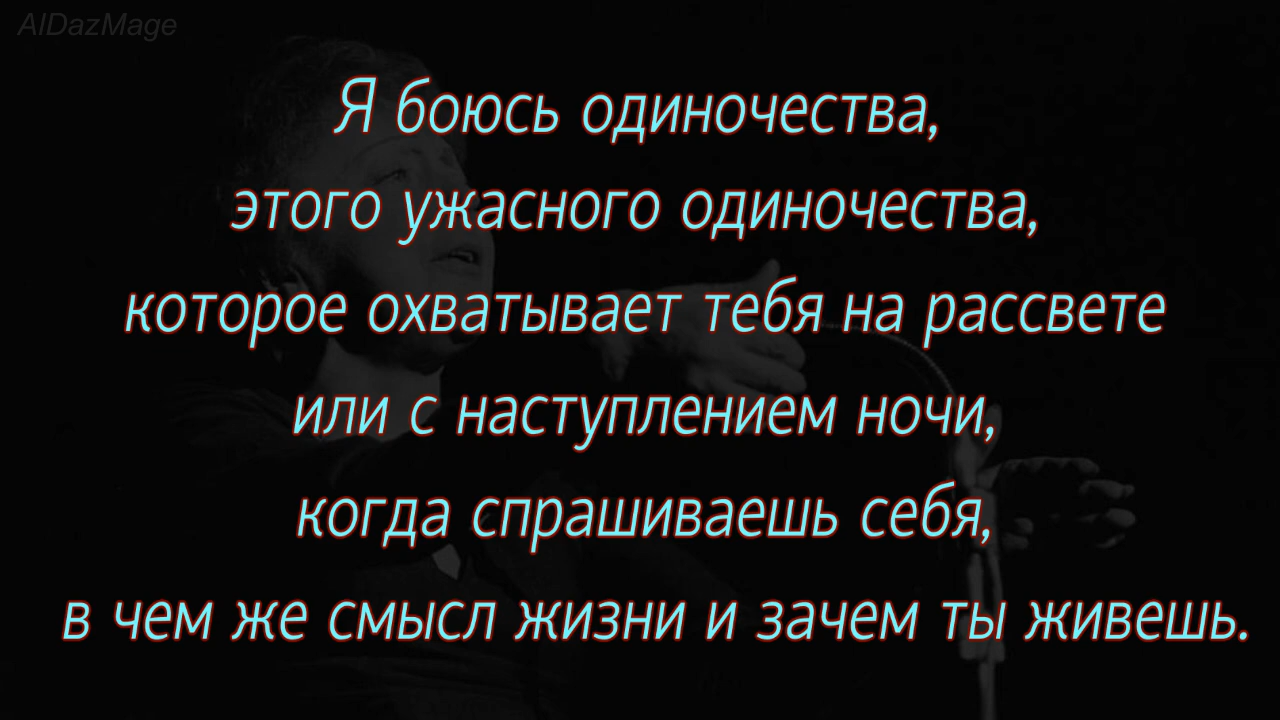 AlDazMage
Я боюсь одиночества,
этого ужасного одиночества,
которое охватывает тебя на рассвете
или с наступлением ночи,
когда спрашиваешь себя,
в чем же смысл жизни и зачем ты живешь.